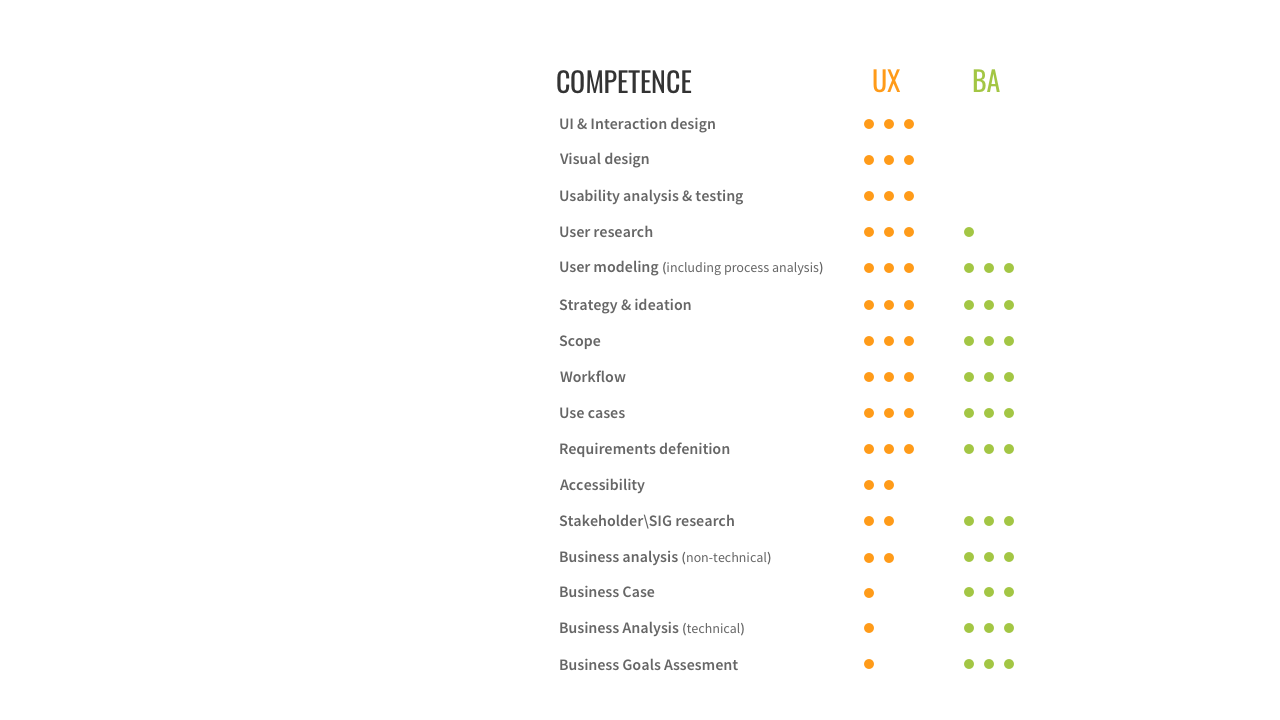 COMPETENCE UX BA
UI & Interaction design
Visual design
Usability analysis & testing
User research
User modeling (including process analysis)
Strategy & ideation
Scope
Workflow
Use cases
Requirements defenition
Accessibility
Stakeholder\SIG research
Business analysis (non-technical)
Business Case
Business Analysis (technical)
Business Goals Assesment